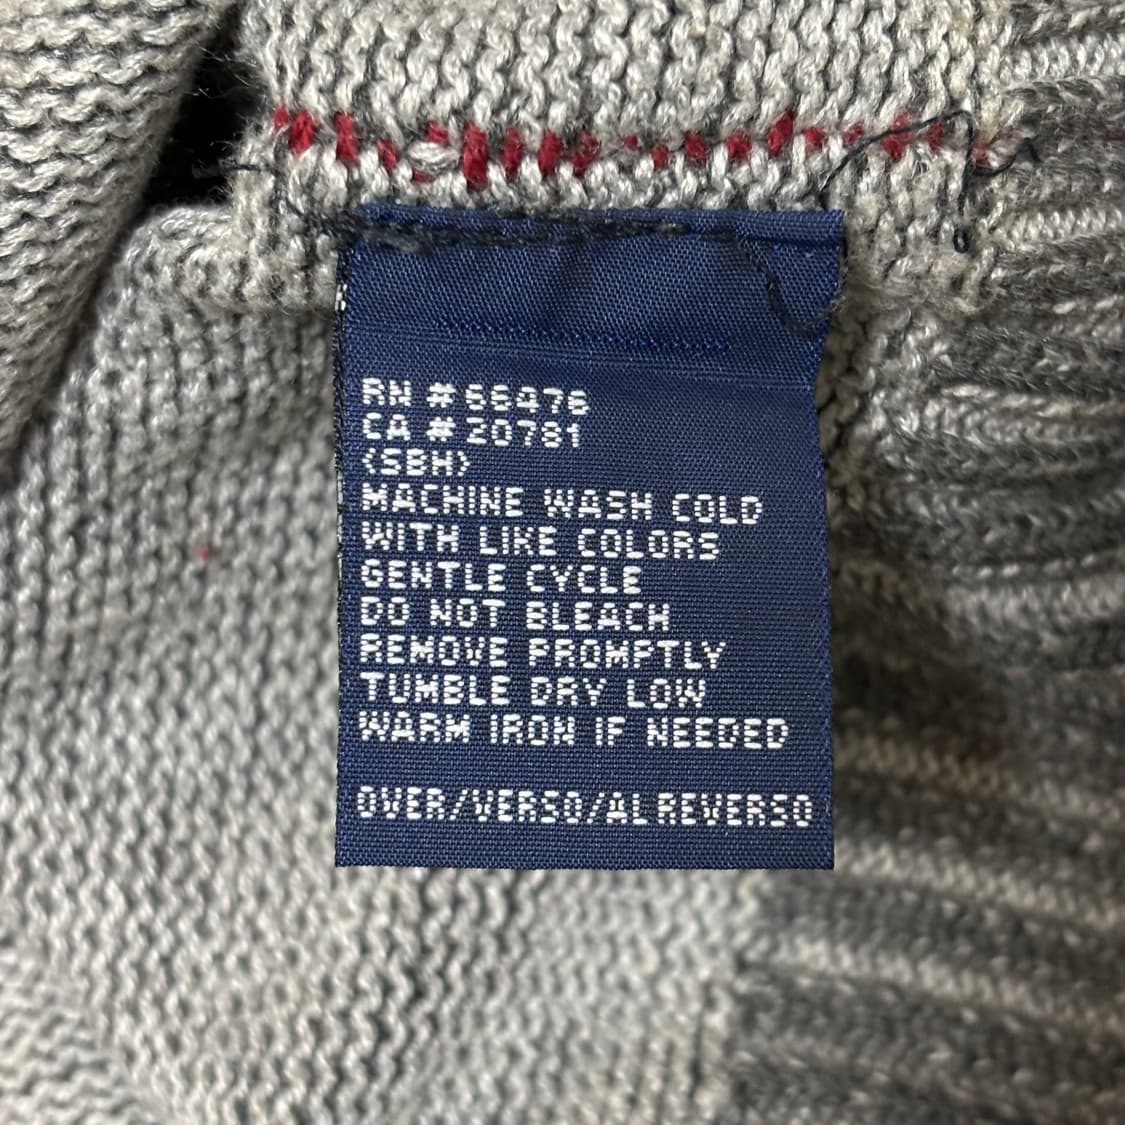 RN #66476
CA #20781
(SBH)
MACHINE WASH COLD
WITH LIKE COLORS
GENTLE CYCLE
DO NOT BLEACH
REMOVE PROMPTLY
TUMBLE DRY LOW
WARM IRON IF NEEDED
OVER/VERSO/AL REVERSO